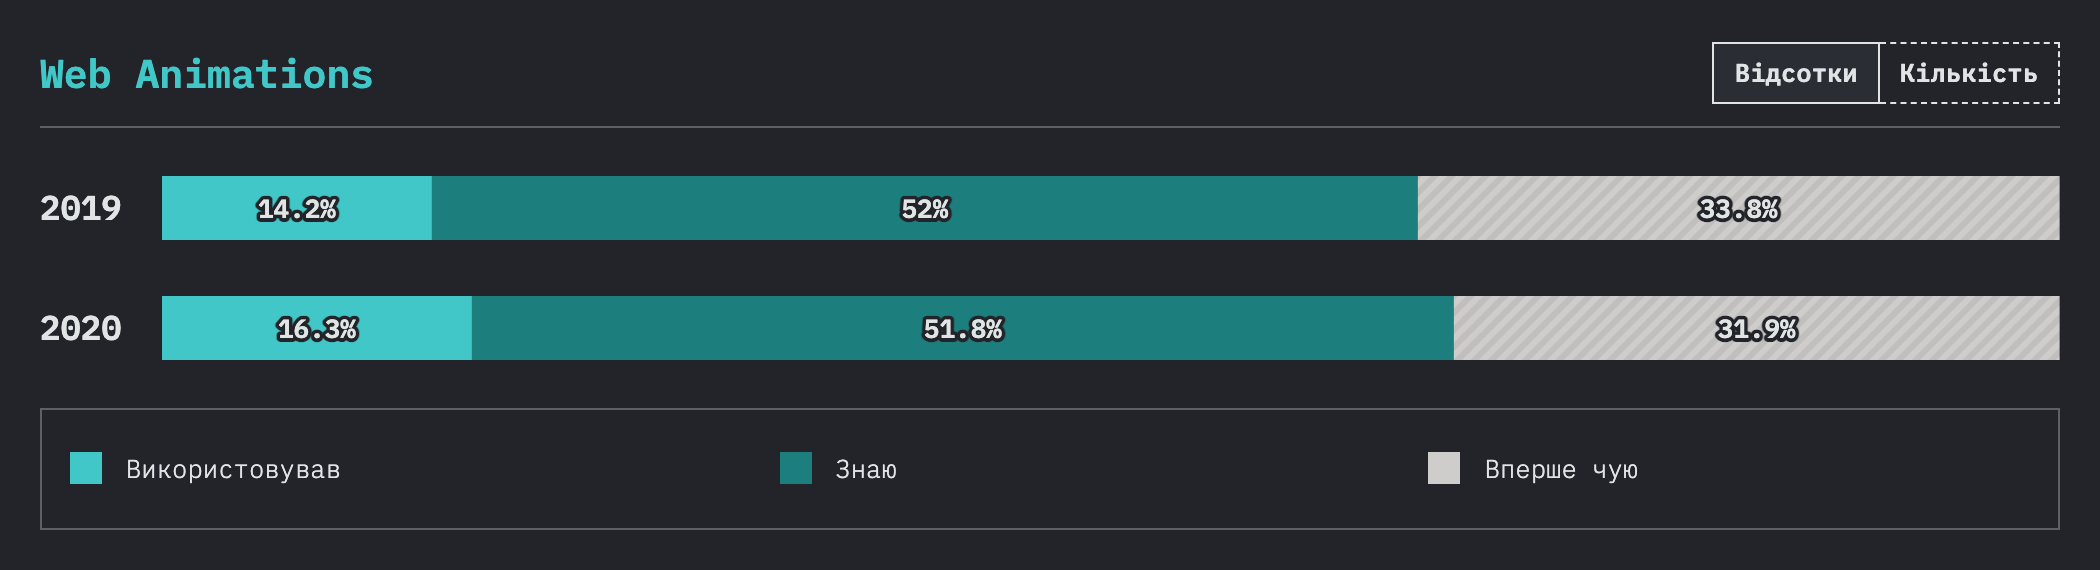 Web Animations
Відсотки Кількість
2019 14.2% 52% 33.8%
2020 16.3% 51.8% 31.9%
Використовував Знаю Вперше чую